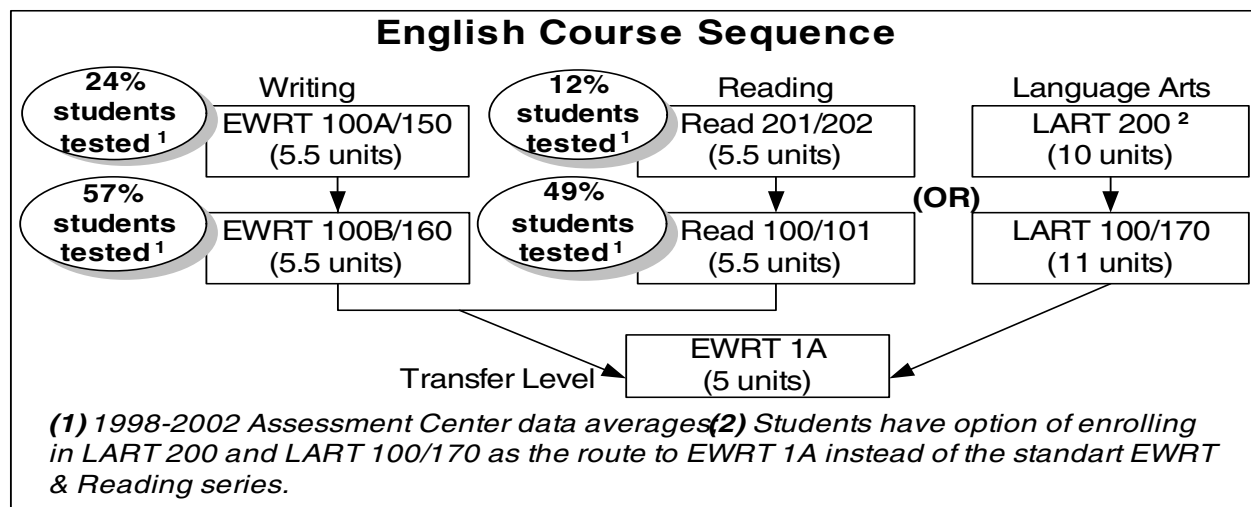 English Course Sequence
24%
students
tested ¹
Writing
EWRT 100A/150
(5.5 units)
57%
students
tested ¹
EWRT 100B/160
(5.5 units)
12%
students
tested ¹
Reading
Read 201/202
(5.5 units)
49%
students
tested ¹
Read 100/101
(5.5 units)
(OR)
Language Arts
LART 200 ²
(10 units)
LART 100/170
(11 units)
Transfer Level
EWRT 1A
(5 units)
(1) 1998-2002 Assessment Center data averages (2) Students have option of enrolling
in LART 200 and LART 100/170 as the route to EWRT 1A instead of the standart EWRT
& Reading series.